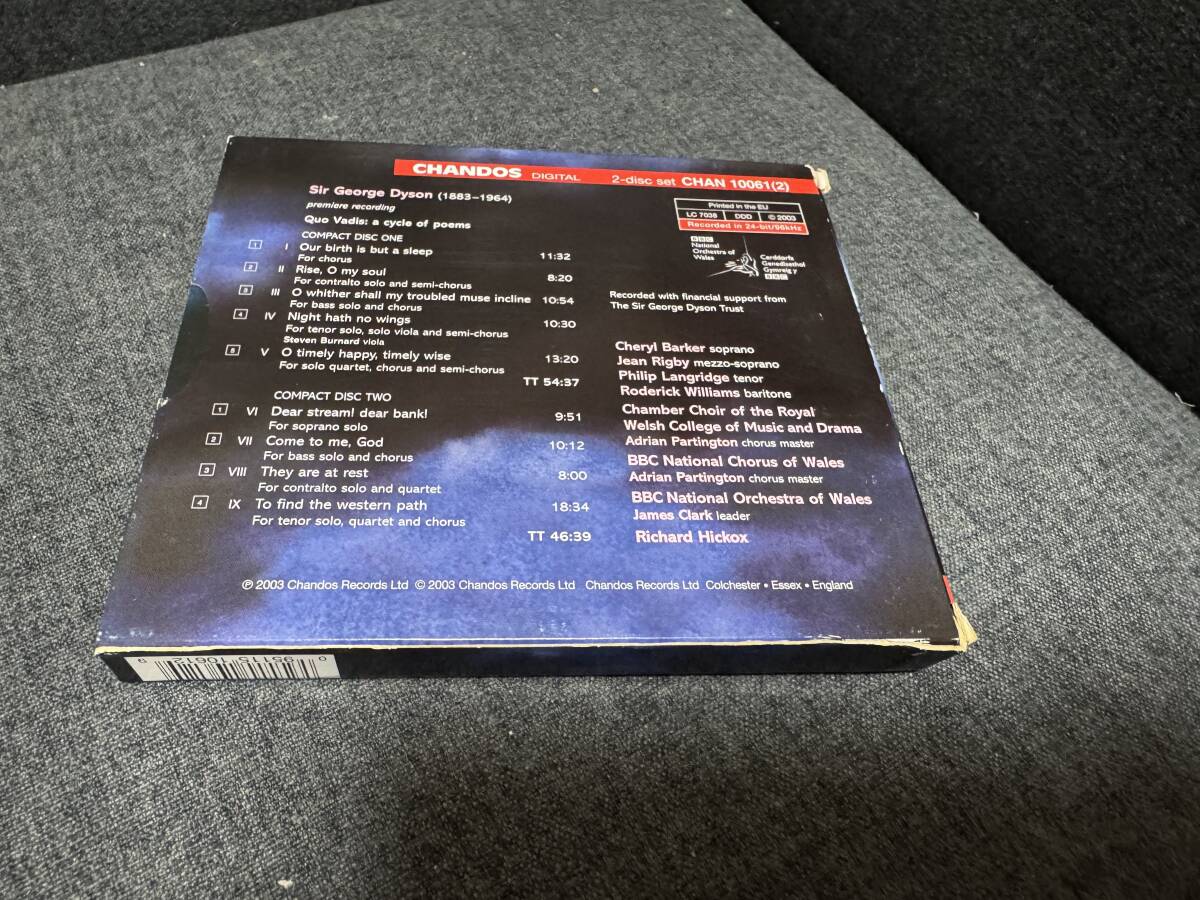 CHANDOS DIGITAL 2-disc set CHAN 10061(2)
Sir George Dyson (1883–1964)
premiere recording
Quo Vadis: a cycle of poems
COMPACT DISC ONE
1 I Our birth is but a sleep
For chorus 11:32
2 II Rise, O my soul
For contralto solo and semi-chorus 8:20
3 III O whither shall my troubled muse incline 10:54
For bass solo and chorus
4 IV Night hath no wings 10:30
For tenor solo, solo viola and semi-chorus
Steven Burnard viola
5 V O timely happy, timely wise 13:20
For solo quartet, chorus and semi-chorus
TT 54:37
COMPACT DISC TWO
1 VI Dear stream! dear bank! 9:51
For soprano solo
2 VII Come to me, God 10:12
For bass solo and chorus
3 VIII They are at rest 8:00
For contralto solo and quartet
4 IX To find the western path 18:34
For tenor solo, quartet and chorus
TT 46:39
Printed in the EU
LC 7038 DDD © 2003
Recorded in 24-bit/96kHz
BBC
National
Orchestra of
Wales
Cerddorfa
Genedlaethol
Gymreig y
BBC
Recorded with financial support from
The Sir George Dyson Trust
Cheryl Barker soprano
Jean Rigby mezzo-soprano
Philip Langridge tenor
Roderick Williams baritone
Chamber Choir of the Royal
Welsh College of Music and Drama
Adrian Partington chorus master
BBC National Chorus of Wales
Adrian Partington chorus master
BBC National Orchestra of Wales
James Clark leader
Richard Hickox
℗ 2003 Chandos Records Ltd © 2003 Chandos Records Ltd Chandos Records Ltd Colchester • Essex • England
0 95115 10612 9